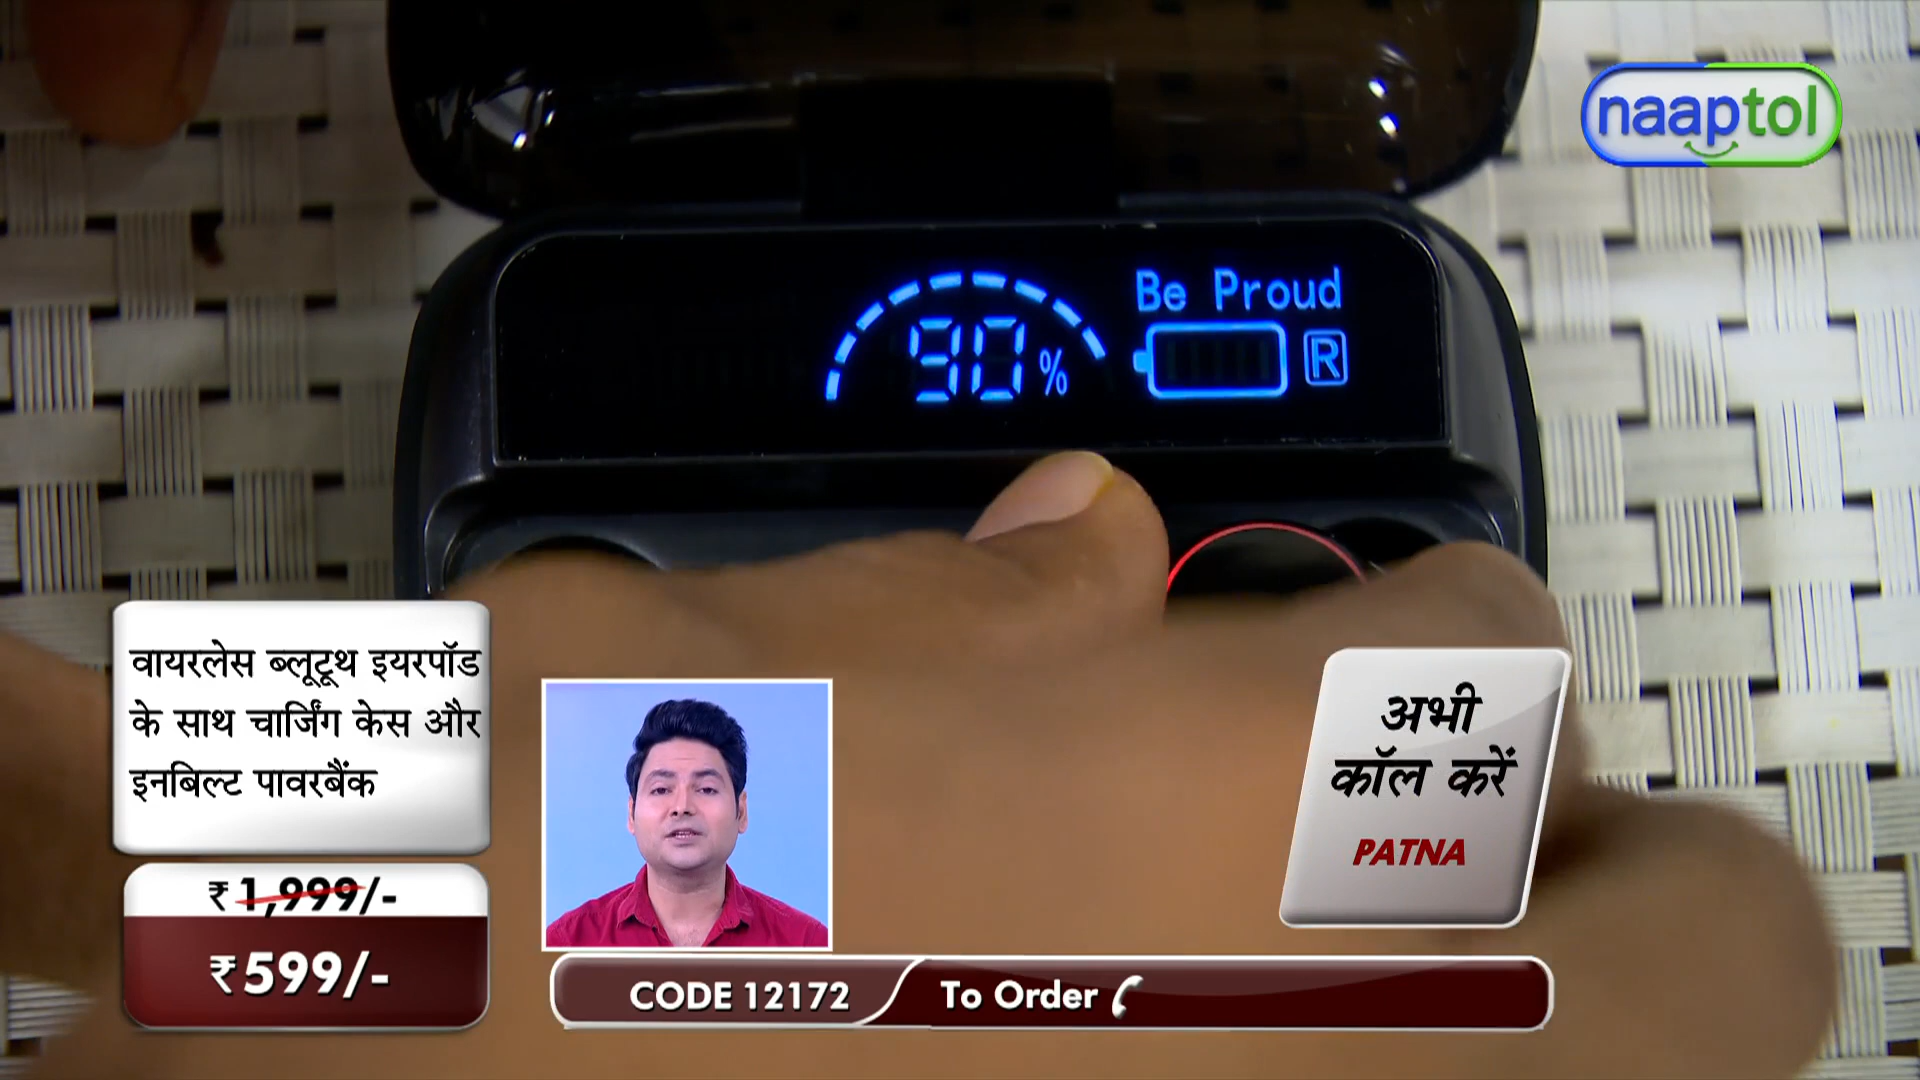 naaptol
Be Proud
90%
R
वायरलेस ब्लूटूथ इयरपॉड
के साथ चार्जिंग केस और
इनबिल्ट पावरबैंक
₹1,999/-
₹599/-
अभी
कॉल करें
PATNA
CODE 12172 To Order